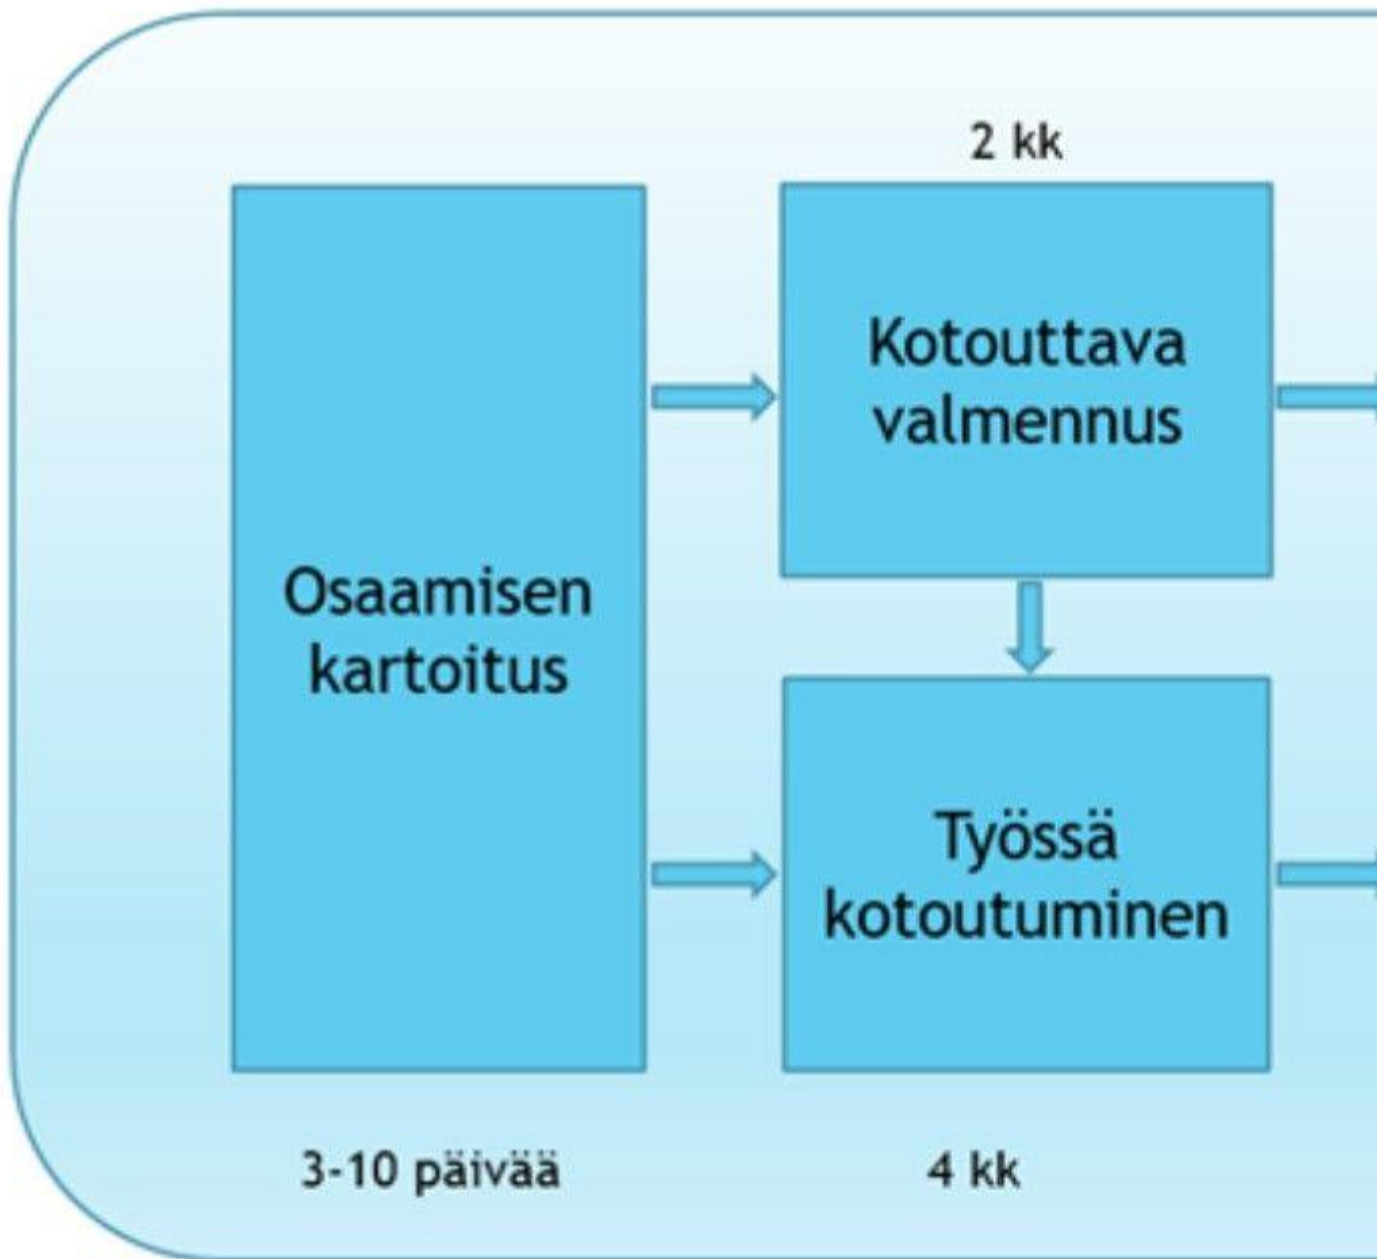 2 kk
Osaamisen
kartoitus
Kotouttava
valmennus
Työssä
kotoutuminen
3-10 päivää
4 kk